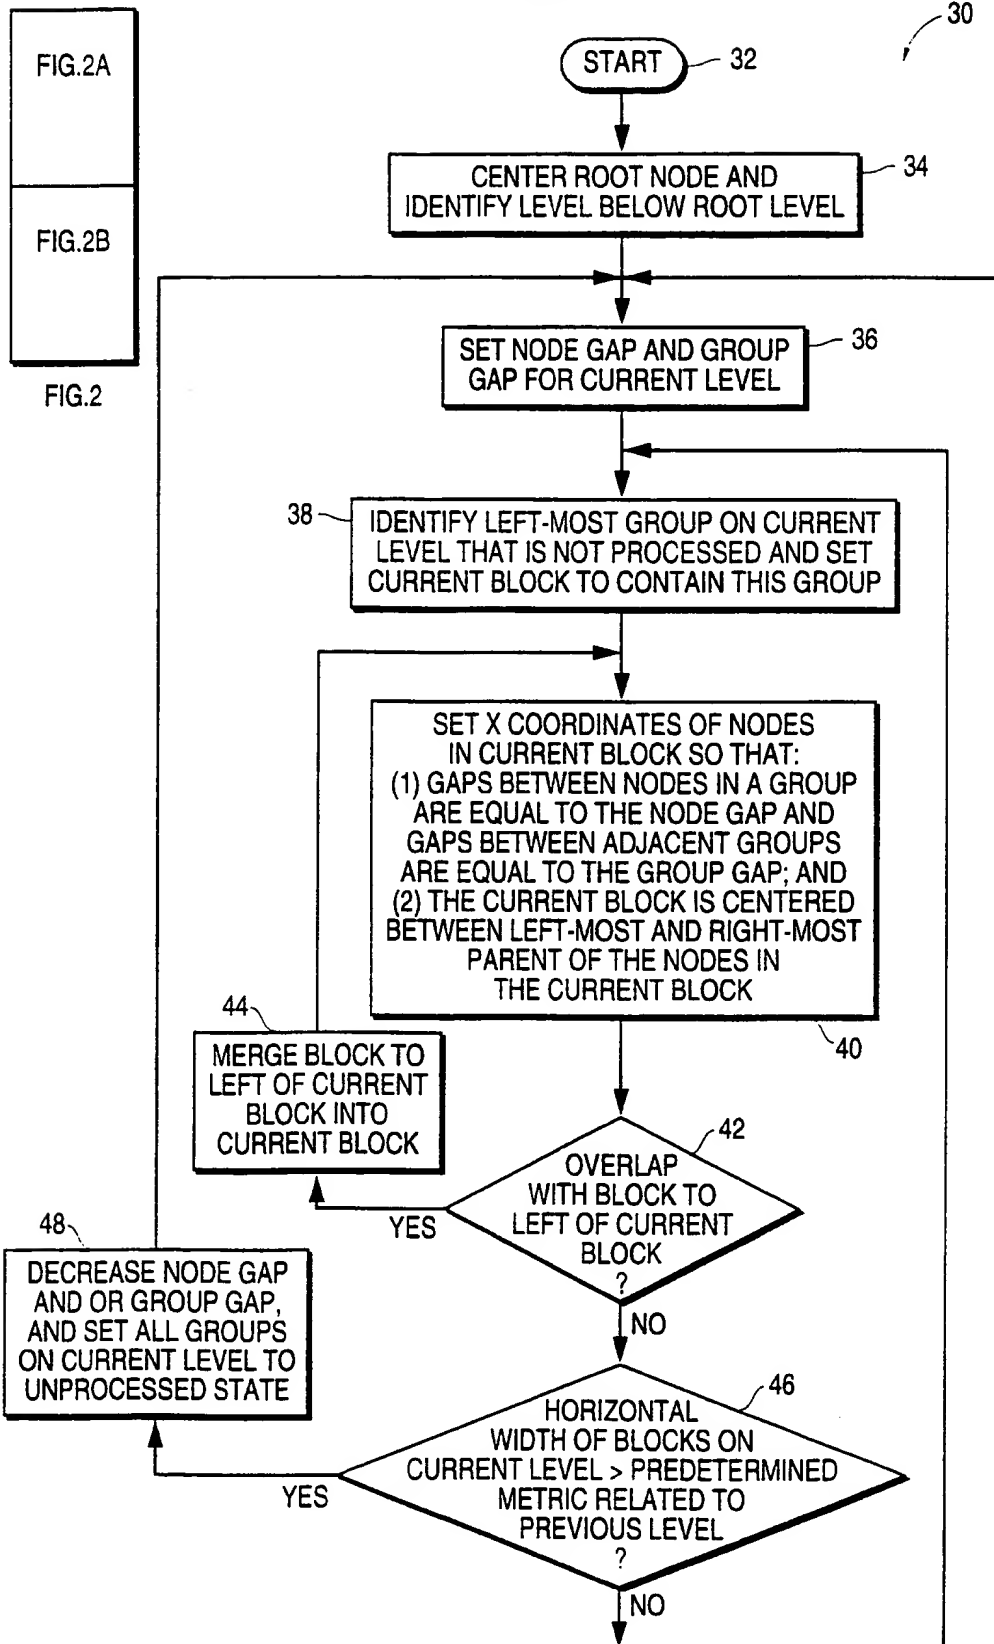 30
FIG.2A
FIG.2B
FIG.2
START
32
CENTER ROOT NODE AND
IDENTIFY LEVEL BELOW ROOT LEVEL
34
SET NODE GAP AND GROUP
GAP FOR CURRENT LEVEL
36
38
IDENTIFY LEFT-MOST GROUP ON CURRENT
LEVEL THAT IS NOT PROCESSED AND SET
CURRENT BLOCK TO CONTAIN THIS GROUP
SET X COORDINATES OF NODES
IN CURRENT BLOCK SO THAT:
(1) GAPS BETWEEN NODES IN A GROUP
ARE EQUAL TO THE NODE GAP AND
GAPS BETWEEN ADJACENT GROUPS
ARE EQUAL TO THE GROUP GAP; AND
(2) THE CURRENT BLOCK IS CENTERED
BETWEEN LEFT-MOST AND RIGHT-MOST
PARENT OF THE NODES IN
THE CURRENT BLOCK
40
44
MERGE BLOCK TO
LEFT OF CURRENT
BLOCK INTO
CURRENT BLOCK
42
OVERLAP
WITH BLOCK TO
LEFT OF CURRENT
BLOCK
?
YES
NO
48
DECREASE NODE GAP
AND OR GROUP GAP,
AND SET ALL GROUPS
ON CURRENT LEVEL TO
UNPROCESSED STATE
46
HORIZONTAL
WIDTH OF BLOCKS ON
CURRENT LEVEL > PREDETERMINED
METRIC RELATED TO
PREVIOUS LEVEL
?
YES
NO